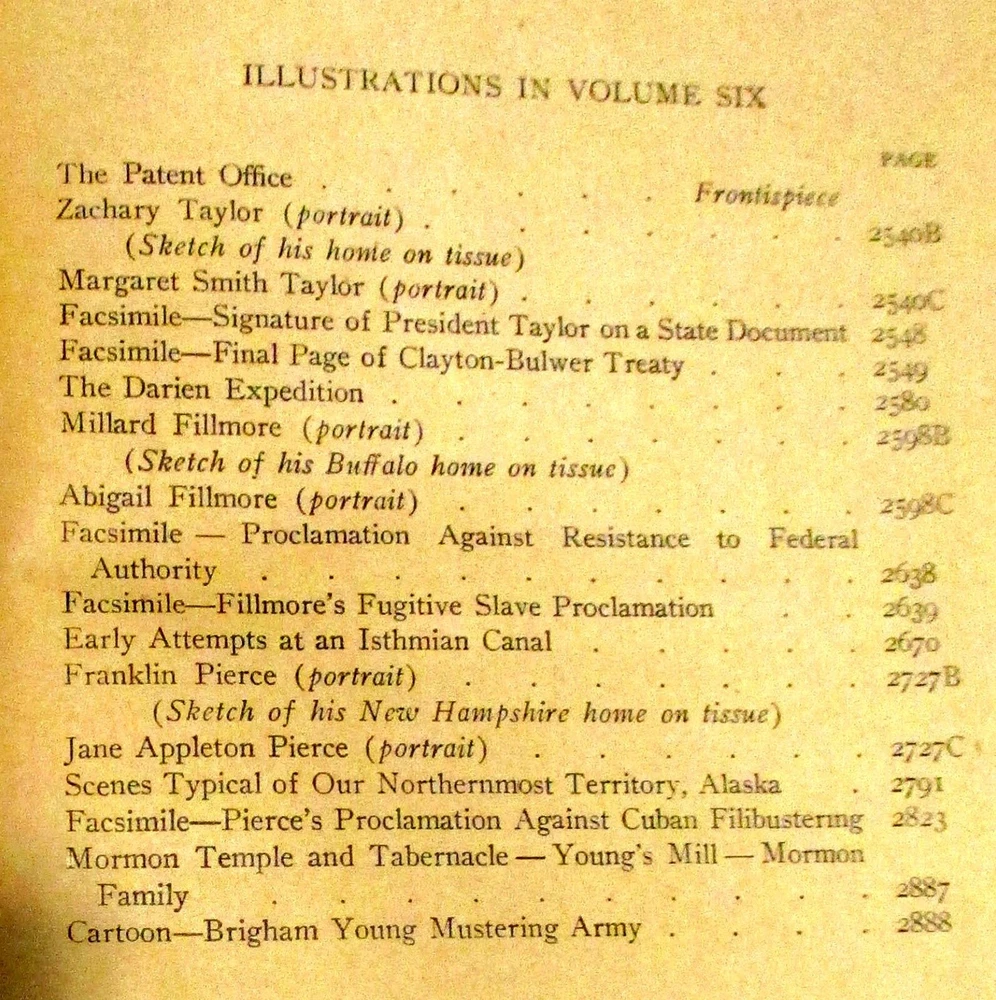 ILLUSTRATIONS IN VOLUME SIX
PAGE
The Patent Office . . . . . . Frontispiece
Zachary Taylor (portrait) . . . . . . . 2540B
(Sketch of his home on tissue)
Margaret Smith Taylor (portrait) . . . . . . 2540C
Facsimile—Signature of President Taylor on a State Document 2548
Facsimile—Final Page of Clayton-Bulwer Treaty . . . 2549
The Darien Expedition . . . . . . . . 2580
Millard Fillmore (portrait) . . . . . . . 2598B
(Sketch of his Buffalo home on tissue)
Abigail Fillmore (portrait) . . . . . . . 2598C
Facsimile — Proclamation Against Resistance to Federal
Authority . . . . . . . . . . 2638
Facsimile—Fillmore's Fugitive Slave Proclamation . . 2639
Early Attempts at an Isthmian Canal . . . . . 2670
Franklin Pierce (portrait) . . . . . . . 2727B
(Sketch of his New Hampshire home on tissue)
Jane Appleton Pierce (portrait) . . . . . . 2727C
Scenes Typical of Our Northernmost Territory, Alaska . 2791
Facsimile—Pierce's Proclamation Against Cuban Filibustering 2823
Mormon Temple and Tabernacle — Young's Mill — Mormon
Family . . . . . . . . . . 2887
Cartoon—Brigham Young Mustering Army . . . . 2888